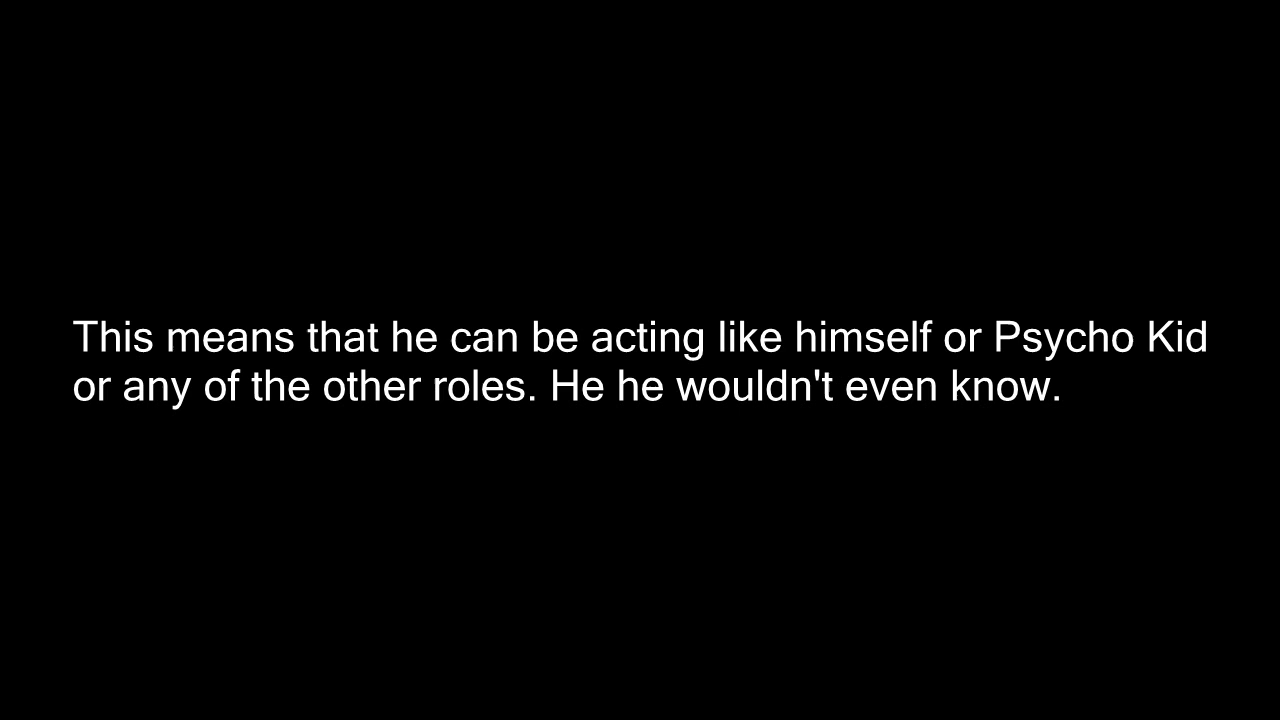 This means that he can be acting like himself or Psycho Kid
or any of the other roles. He he wouldn't even know.